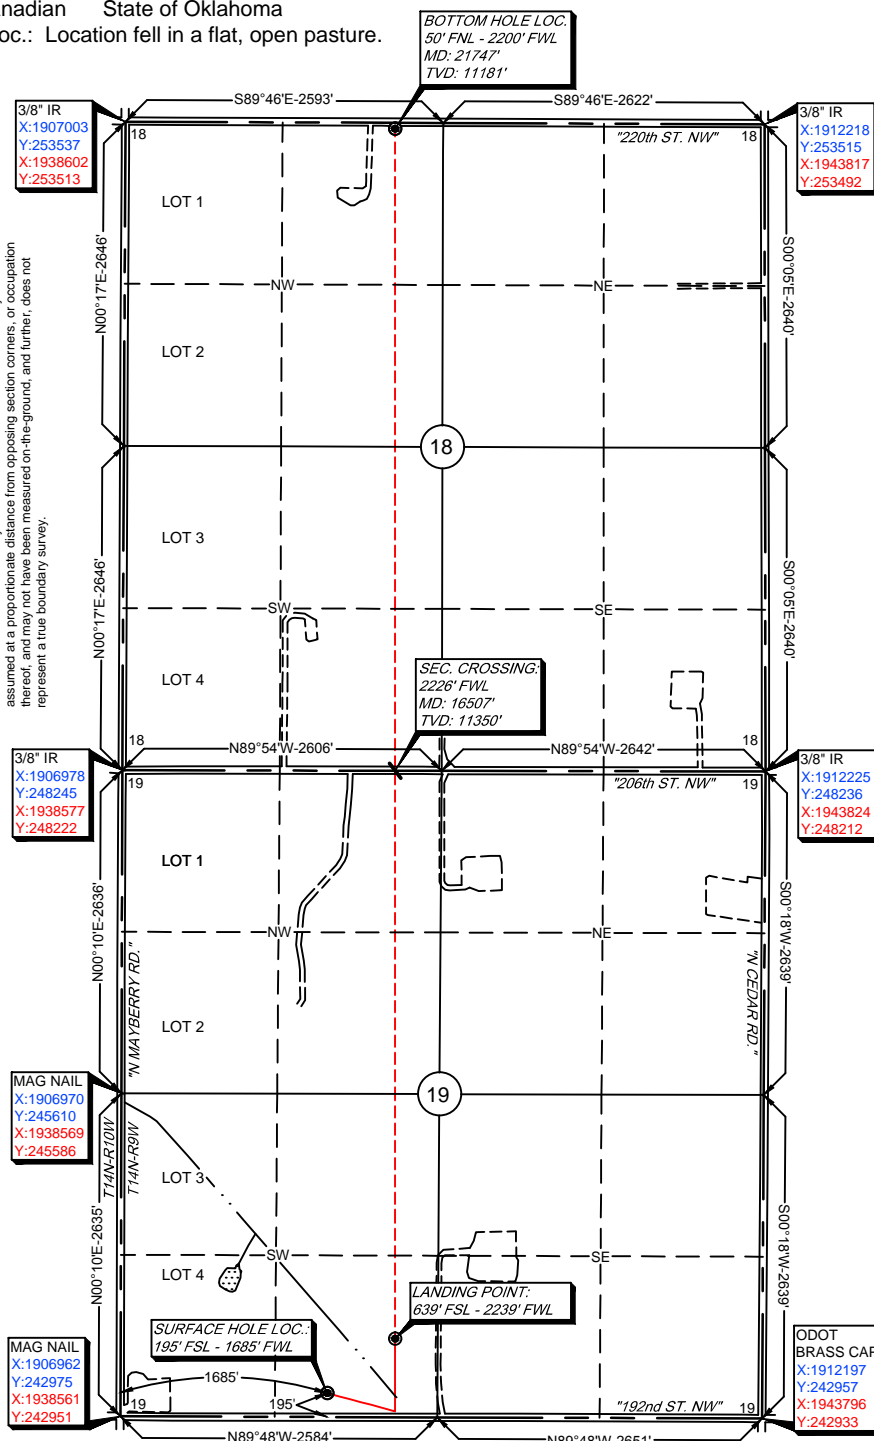 anadian State of Oklahoma
oc.: Location fell in a flat, open pasture.
BOTTOM HOLE LOC.
50' FNL - 2200' FWL
MD: 21747'
TVD: 11181'
S89°46'E-2593'
S89°46'E-2622'
3/8" IR
X:1907003
Y:253537
X:1938602
Y:253513
3/8" IR
X:1912218
Y:253515
X:1943817
Y:253492
18
"220th ST. NW"
18
LOT 1
N00°17'E-2646'
S00°05'E-2640'
NW
NE
LOT 2
assumed at a proportionate distance from opposing section corners, or occupation
thereof, and may not have been measured on-the-ground, and further, does not
represent a true boundary survey.
18
LOT 3
N00°17'E-2646'
S00°05'E-2640'
SW
SE
LOT 4
SEC. CROSSING:
2226' FWL
MD: 16507'
TVD: 11350'
18
N89°54'W-2606'
N89°54'W-2642'
18
3/8" IR
X:1906978
Y:248245
X:1938577
Y:248222
3/8" IR
X:1912225
Y:248236
X:1943824
Y:248212
19
"206th ST. NW"
19
LOT 1
N00°10'E-2636'
S00°18'W-2639'
NW
NE
"N MAYBERRY RD."
"N CEDAR RD."
LOT 2
MAG NAIL
X:1906970
Y:245610
X:1938569
Y:245586
19
T14N-R10W
T14N-R9W
LOT 3
N00°10'E-2635'
S00°18'W-2639'
SW
SE
LOT 4
LANDING POINT:
639' FSL - 2239' FWL
SURFACE HOLE LOC.:
195' FSL - 1685' FWL
MAG NAIL
X:1906962
Y:242975
X:1938561
Y:242951
ODOT
BRASS CAP
X:1912197
Y:242957
X:1943796
Y:242933
1685'
19
195'
"192nd ST. NW"
19
N89°48'W-2584'
N89°48'W-2651'